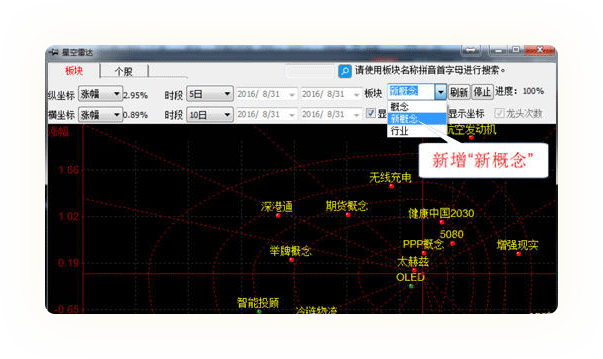 星空雷达
板块 个股 请使用板块名称拼音首字母进行搜索。
纵坐标 涨幅 2.95% 时段 5日 2016/ 8/31 2016/ 8/31 板块 新概念 刷新 停止 进度: 100%
横坐标 涨幅 0.89% 时段 10日 2016/ 8/31 2016/ 8/31 显 概念 显示坐标 龙头次数
新概念
行业
涨幅 航空发动机
新增“新概念”
1.86
无线充电
深港通 期货概念
健康中国2030
1.02
5080
PPP概念 增强现实
举牌概念
太赫兹
0.19
OLED
智能投顾
-0.65
冷链物流